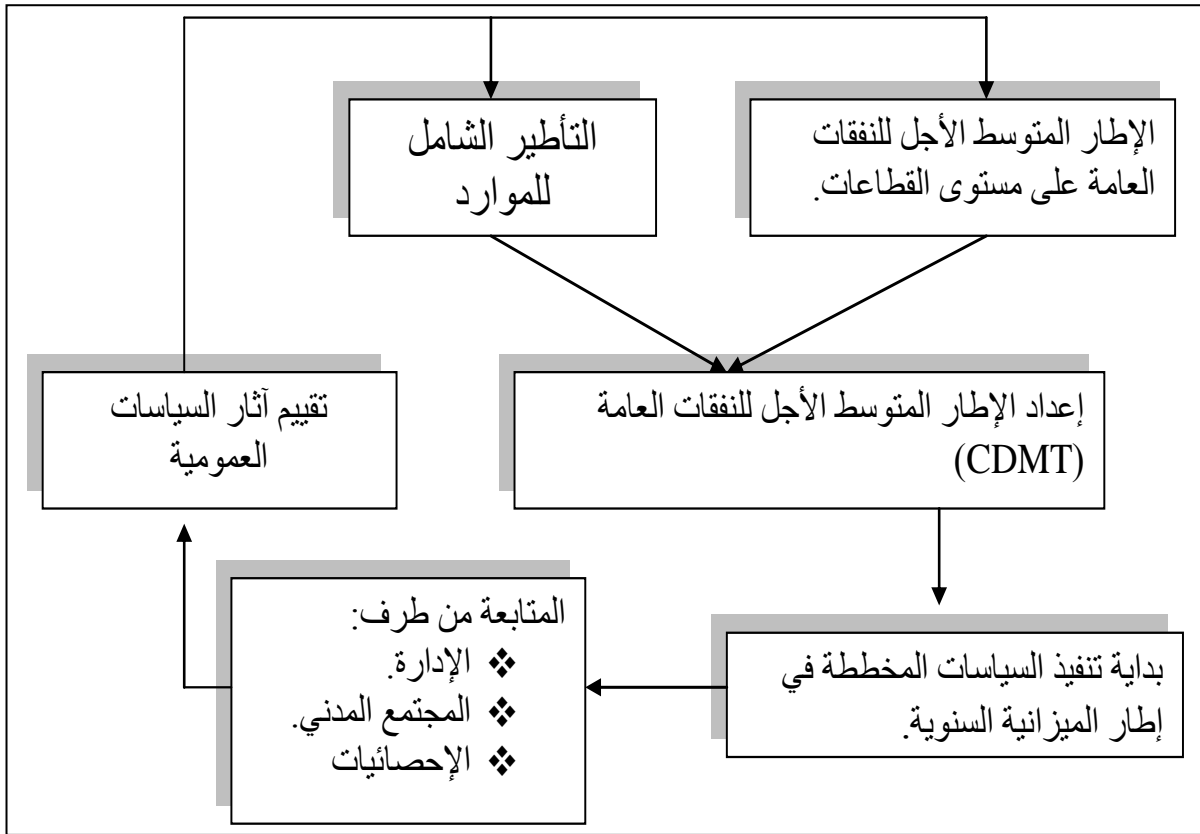 الإطار المتوسط الأجل للنفقات
العامة على مستوى القطاعات.
التأطير الشامل
للموارد
إعداد الإطار المتوسط الأجل للنفقات العامة
(CDMT)
تقييم آثار السياسات
العمومية
بداية تنفيذ السياسات المخططة في
إطار الميزانية السنوية.
المتابعة من طرف:
❖ الإدارة.
❖ المجتمع المدني.
❖ الإحصائيات